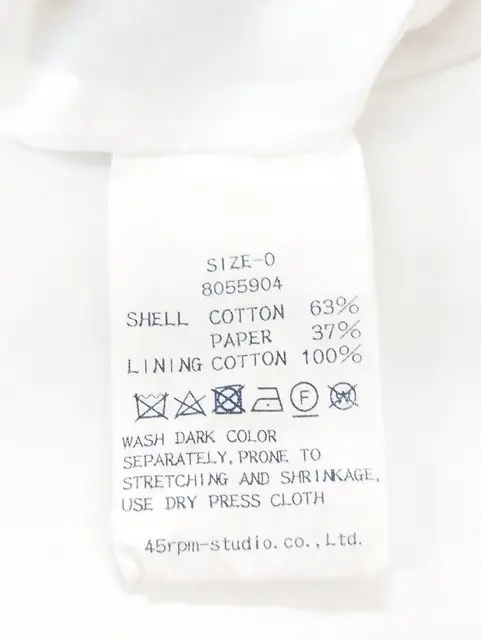 SIZE-0
8055904
SHELL COTTON 63%
PAPER 37%
LINING COTTON 100%
F W
WASH DARK COLOR
SEPARATELY, PRONE TO
STRETCHING AND SHRINKAGE,
USE DRY PRESS CLOTH
45rpm-studio.co.,Ltd.